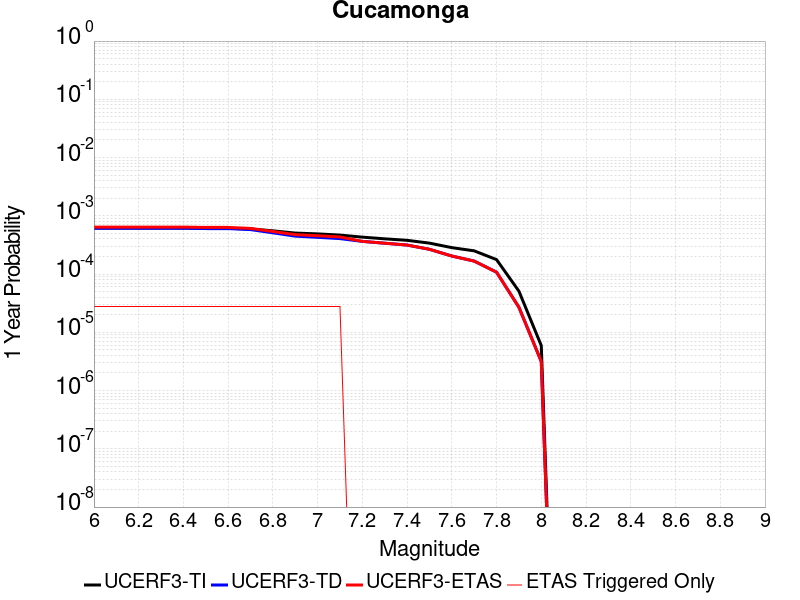 Cucamonga
10^0
10^-1
10^-2
10^-3
10^-4
10^-5
10^-6
10^-7
10^-8
1 Year Probability
6 6.2 6.4 6.6 6.8 7 7.2 7.4 7.6 7.8 8 8.2 8.4 8.6 8.8 9
Magnitude
UCERF3-TI UCERF3-TD UCERF3-ETAS ETAS Triggered Only